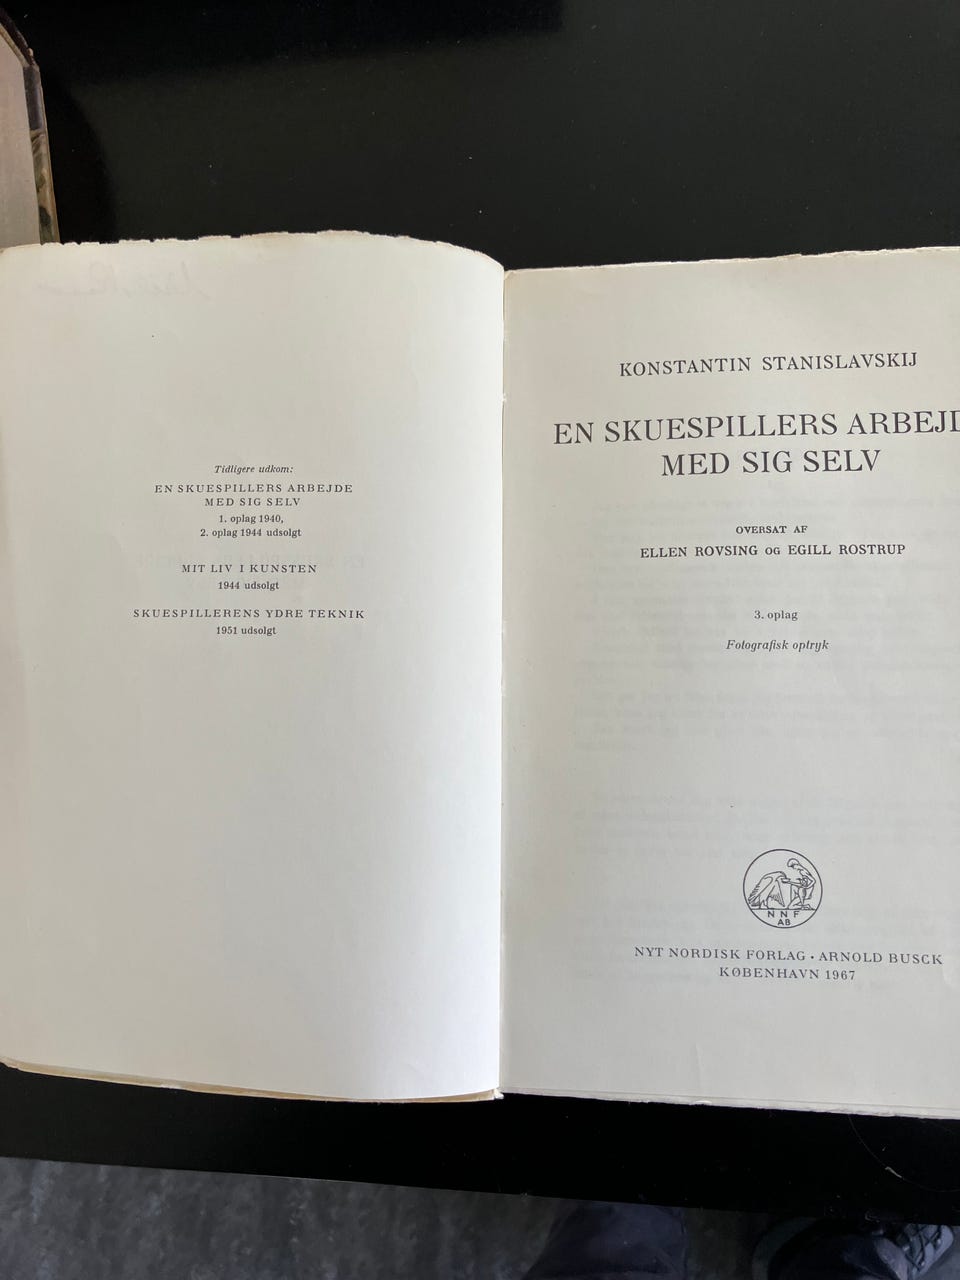 Tidligere udkom:
EN SKUESPILLERS ARBEJDE
MED SIG SELV
1. oplag 1940,
2. oplag 1944 udsolgt
MIT LIV I KUNSTEN
1944 udsolgt
SKUESPILLERENS YDRE TEKNIK
1951 udsolgt
KONSTANTIN STANISLAVSKIJ
EN SKUESPILLERS ARBEJD
MED SIG SELV
OVERSAT AF
ELLEN ROVSING OG EGILL ROSTRUP
3. oplag
Fotografisk optryk
N N F
AB
NYT NORDISK FORLAG · ARNOLD BUSCK
KØBENHAVN 1967